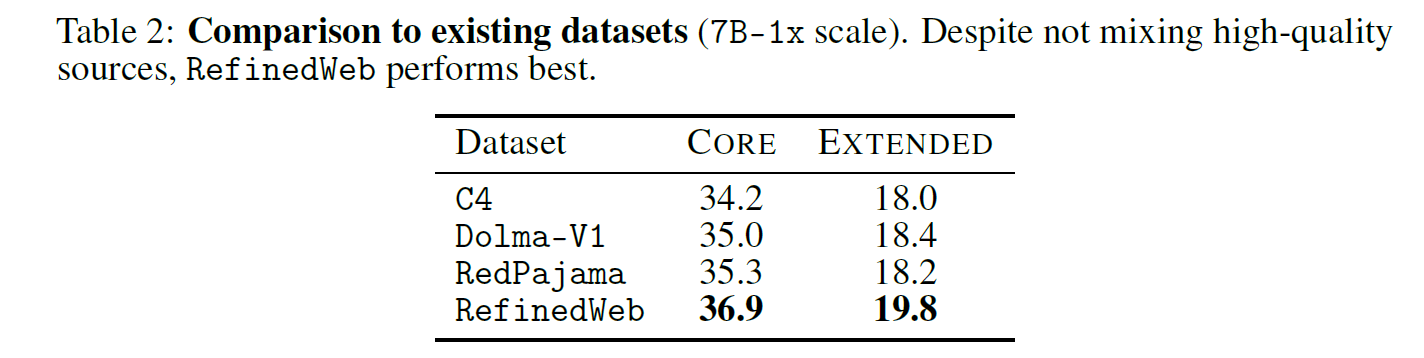 Table 2: Comparison to existing datasets (7B-1x scale). Despite not mixing high-quality
sources, RefinedWeb performs best.
Dataset CORE EXTENDED
C4 34.2 18.0
Dolma-V1 35.0 18.4
RedPajama 35.3 18.2
RefinedWeb 36.9 19.8